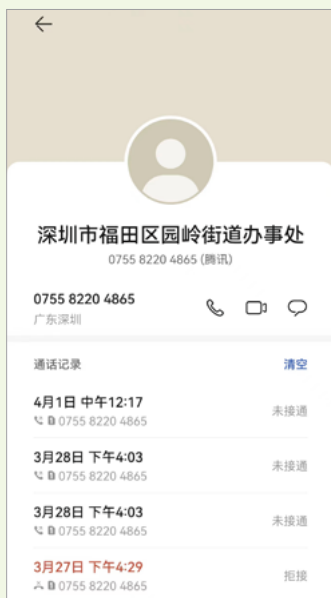 深圳市福田区园岭街道办事处
0755 8220 4865 (腾讯)
0755 8220 4865
广东深圳
通话记录 清空
4月1日 中午12:17 未接通
0755 8220 4865
3月28日 下午4:03 未接通
0755 8220 4865
3月28日 下午4:03 未接通
0755 8220 4865
3月27日 下午4:29 拒接
0755 8220 4865